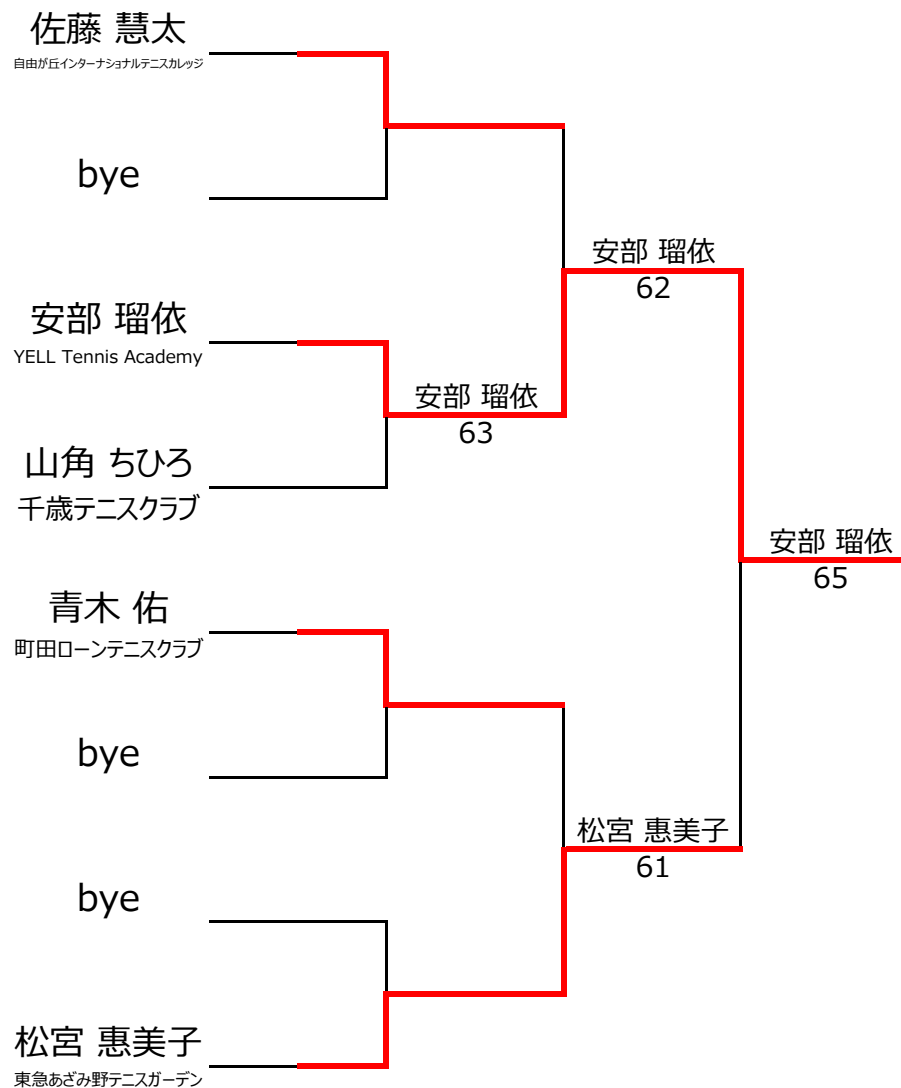 佐藤 慧太
自由が丘インターナショナルテニスカレッジ
bye
安部 瑠依
62
安部 瑠依
YELL Tennis Academy
安部 瑠依
63
山角 ちひろ
千歳テニスクラブ
安部 瑠依
65
青木 佑
町田ローンテニスクラブ
bye
松宮 惠美子
61
bye
松宮 惠美子
東急あざみ野テニスガーデン